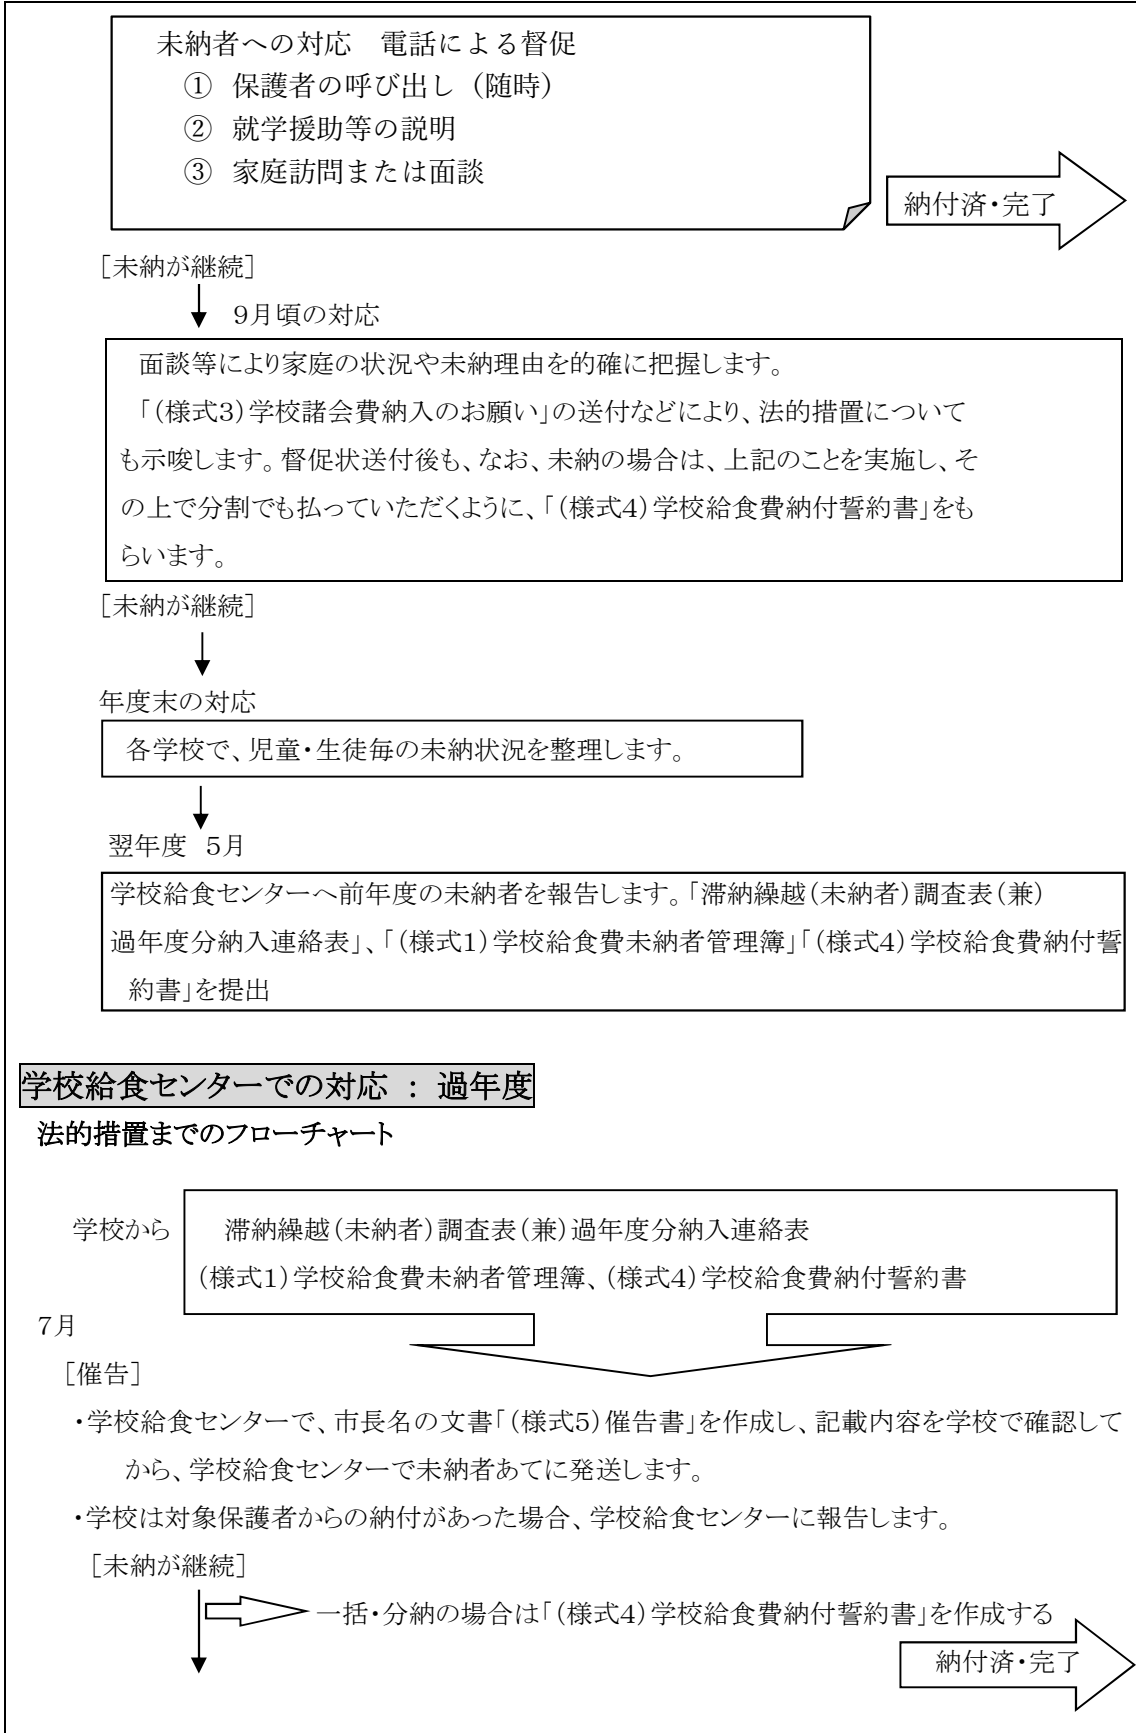 未納者への対応　電話による督促
①　保護者の呼び出し（随時）
②　就学援助等の説明
③　家庭訪問または面談
納付済・完了
［未納が継続］
9月頃の対応
面談等により家庭の状況や未納理由を的確に把握します。
「(様式3)学校諸会費納入のお願い」の送付などにより、法的措置について
も示唆します。督促状送付後も、なお、未納の場合は、上記のことを実施し、そ
の上で分割でも払っていただくように、「(様式4)学校給食費納付誓約書」をも
らいます。
［未納が継続］
年度末の対応
各学校で、児童・生徒毎の未納状況を整理します。
翌年度　5月
学校給食センターへ前年度の未納者を報告します。「滞納繰越(未納者)調査表(兼)
過年度分納入連絡表」、「(様式1)学校給食費未納者管理簿」「(様式4)学校給食費納付誓
約書」を提出
学校給食センターでの対応 ： 過年度
法的措置までのフローチャート
学校から
滞納繰越(未納者)調査表(兼)過年度分納入連絡表
(様式1)学校給食費未納者管理簿、(様式4)学校給食費納付誓約書
7月
［催告］
・学校給食センターで、市長名の文書「(様式5)催告書」を作成し、記載内容を学校で確認して
から、学校給食センターで未納者あてに発送します。
・学校は対象保護者からの納付があった場合、学校給食センターに報告します。
［未納が継続］
一括・分納の場合は「(様式4)学校給食費納付誓約書」を作成する
納付済・完了